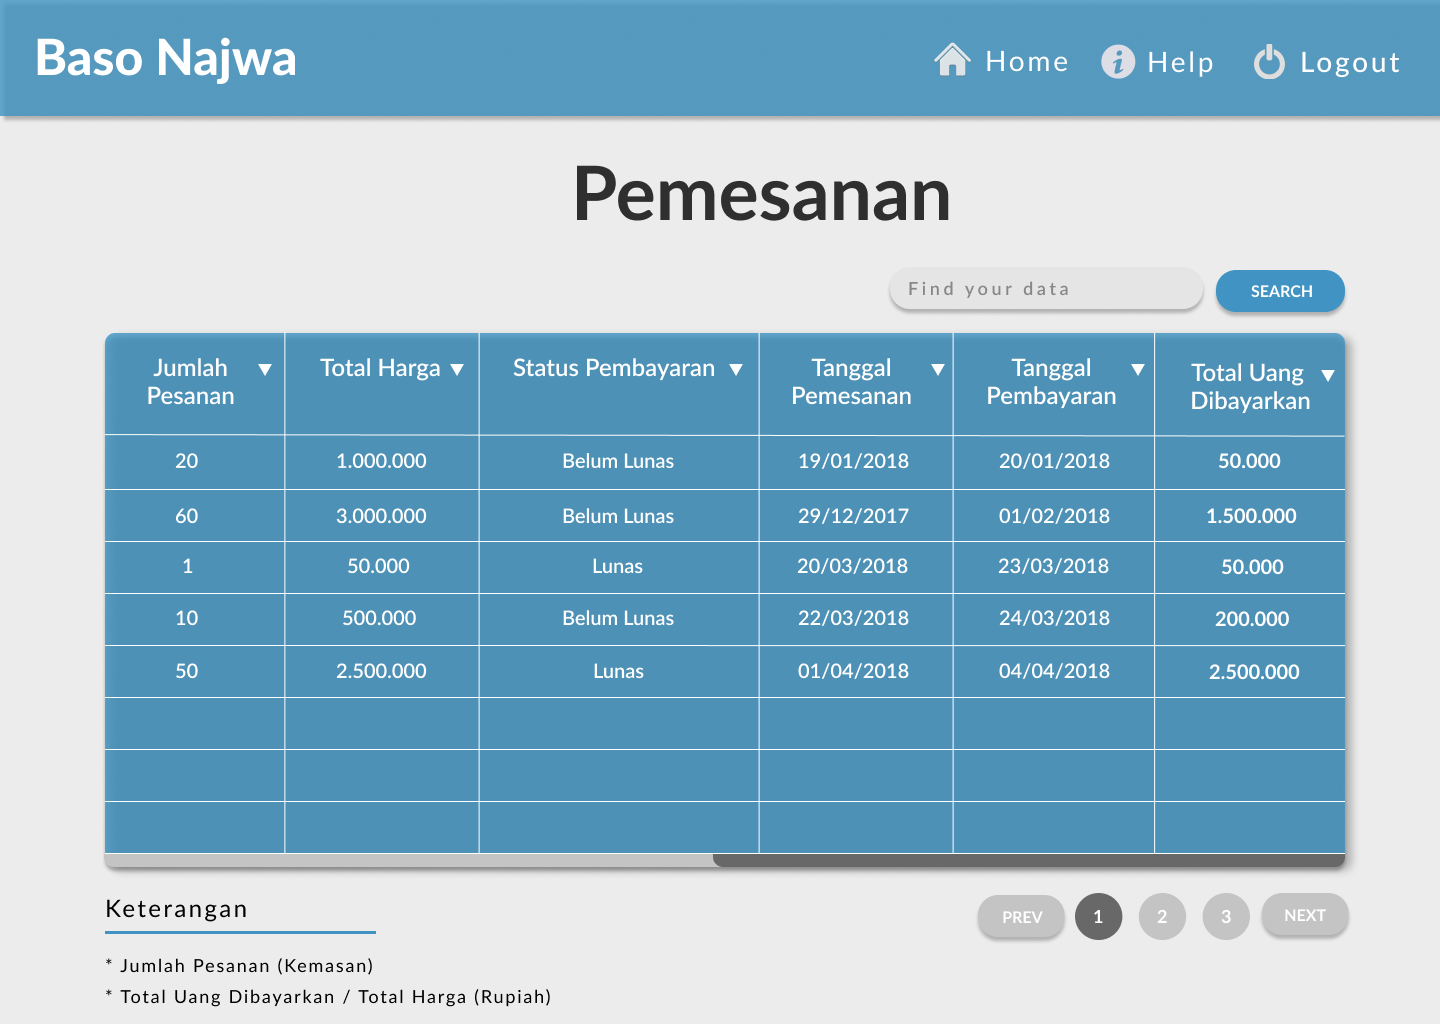 Baso Najwa
Home Help Logout
Pemesanan
Find your data SEARCH
Jumlah Pesanan Total Harga Status Pembayaran Tanggal Pemesanan Tanggal Pembayaran Total Uang Dibayarkan
20 1.000.000 Belum Lunas 19/01/2018 20/01/2018 50.000
60 3.000.000 Belum Lunas 29/12/2017 01/02/2018 1.500.000
1 50.000 Lunas 20/03/2018 23/03/2018 50.000
10 500.000 Belum Lunas 22/03/2018 24/03/2018 200.000
50 2.500.000 Lunas 01/04/2018 04/04/2018 2.500.000
Keterangan
PREV 1 2 3 NEXT
* Jumlah Pesanan (Kemasan)
* Total Uang Dibayarkan / Total Harga (Rupiah)